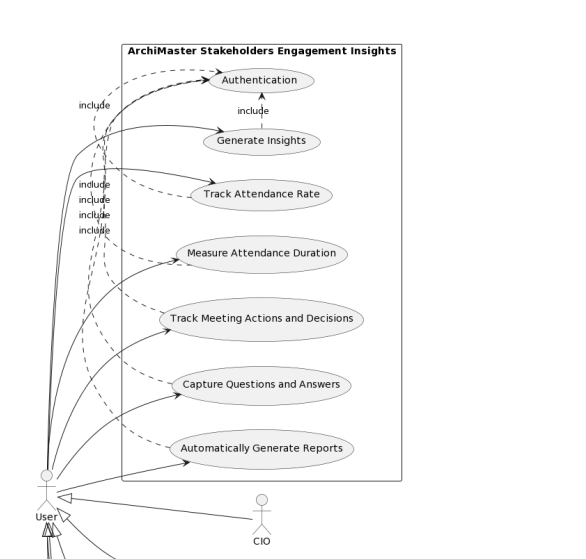 ArchiMaster Stakeholders Engagement Insights
Authentication
include
include
Generate Insights
include
Track Attendance Rate
include
include
include
Measure Attendance Duration
Track Meeting Actions and Decisions
Capture Questions and Answers
Automatically Generate Reports
User
CIO